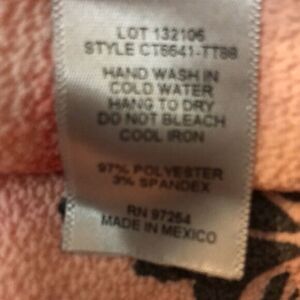 LOT 132106
STYLE CT6641-TT88
HAND WASH IN
COLD WATER
HANG TO DRY
DO NOT BLEACH
COOL IRON
97% POLYESTER
3% SPANDEX
RN 97264
MADE IN MEXICO